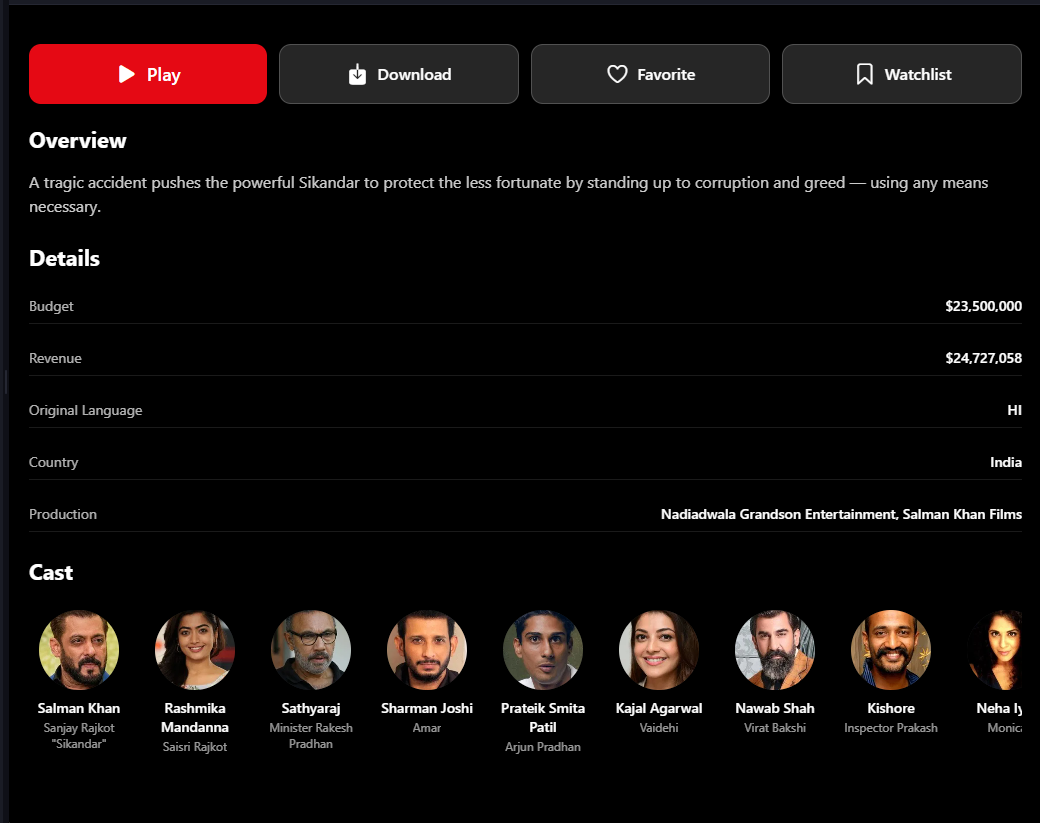 Play
Download
Favorite
Watchlist
Overview
A tragic accident pushes the powerful Sikandar to protect the less fortunate by standing up to corruption and greed — using any means
necessary.
Details
Budget
$23,500,000
Revenue
$24,727,058
Original Language
HI
Country
India
Production
Nadiadwala Grandson Entertainment, Salman Khan Films
Cast
Salman Khan
Sanjay Rajkot
"Sikandar"
Rashmika
Mandanna
Saisri Rajkot
Sathyaraj
Minister Rakesh
Pradhan
Sharman Joshi
Amar
Prateik Smita
Patil
Arjun Pradhan
Kajal Agarwal
Vaidehi
Nawab Shah
Virat Bakshi
Kishore
Inspector Prakash
Neha